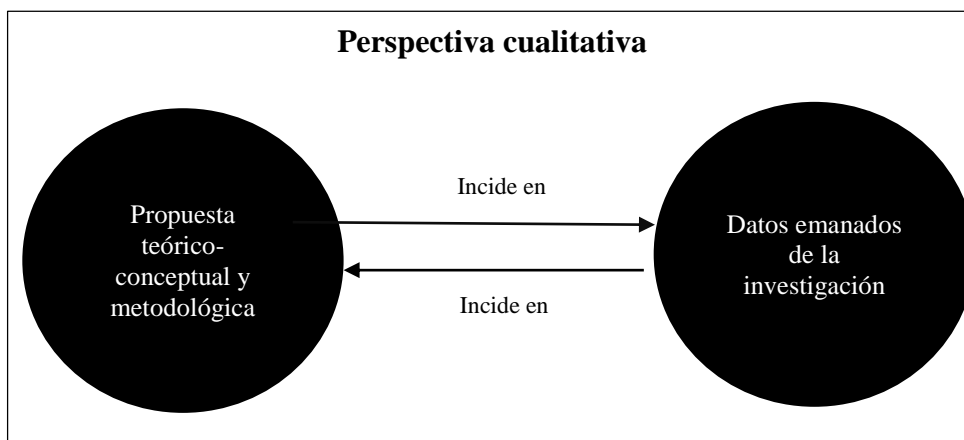 Perspectiva cualitativa
Incide en
Propuesta
teórico-
conceptual y
metodológica
Datos emanados
de la
investigación
Incide en